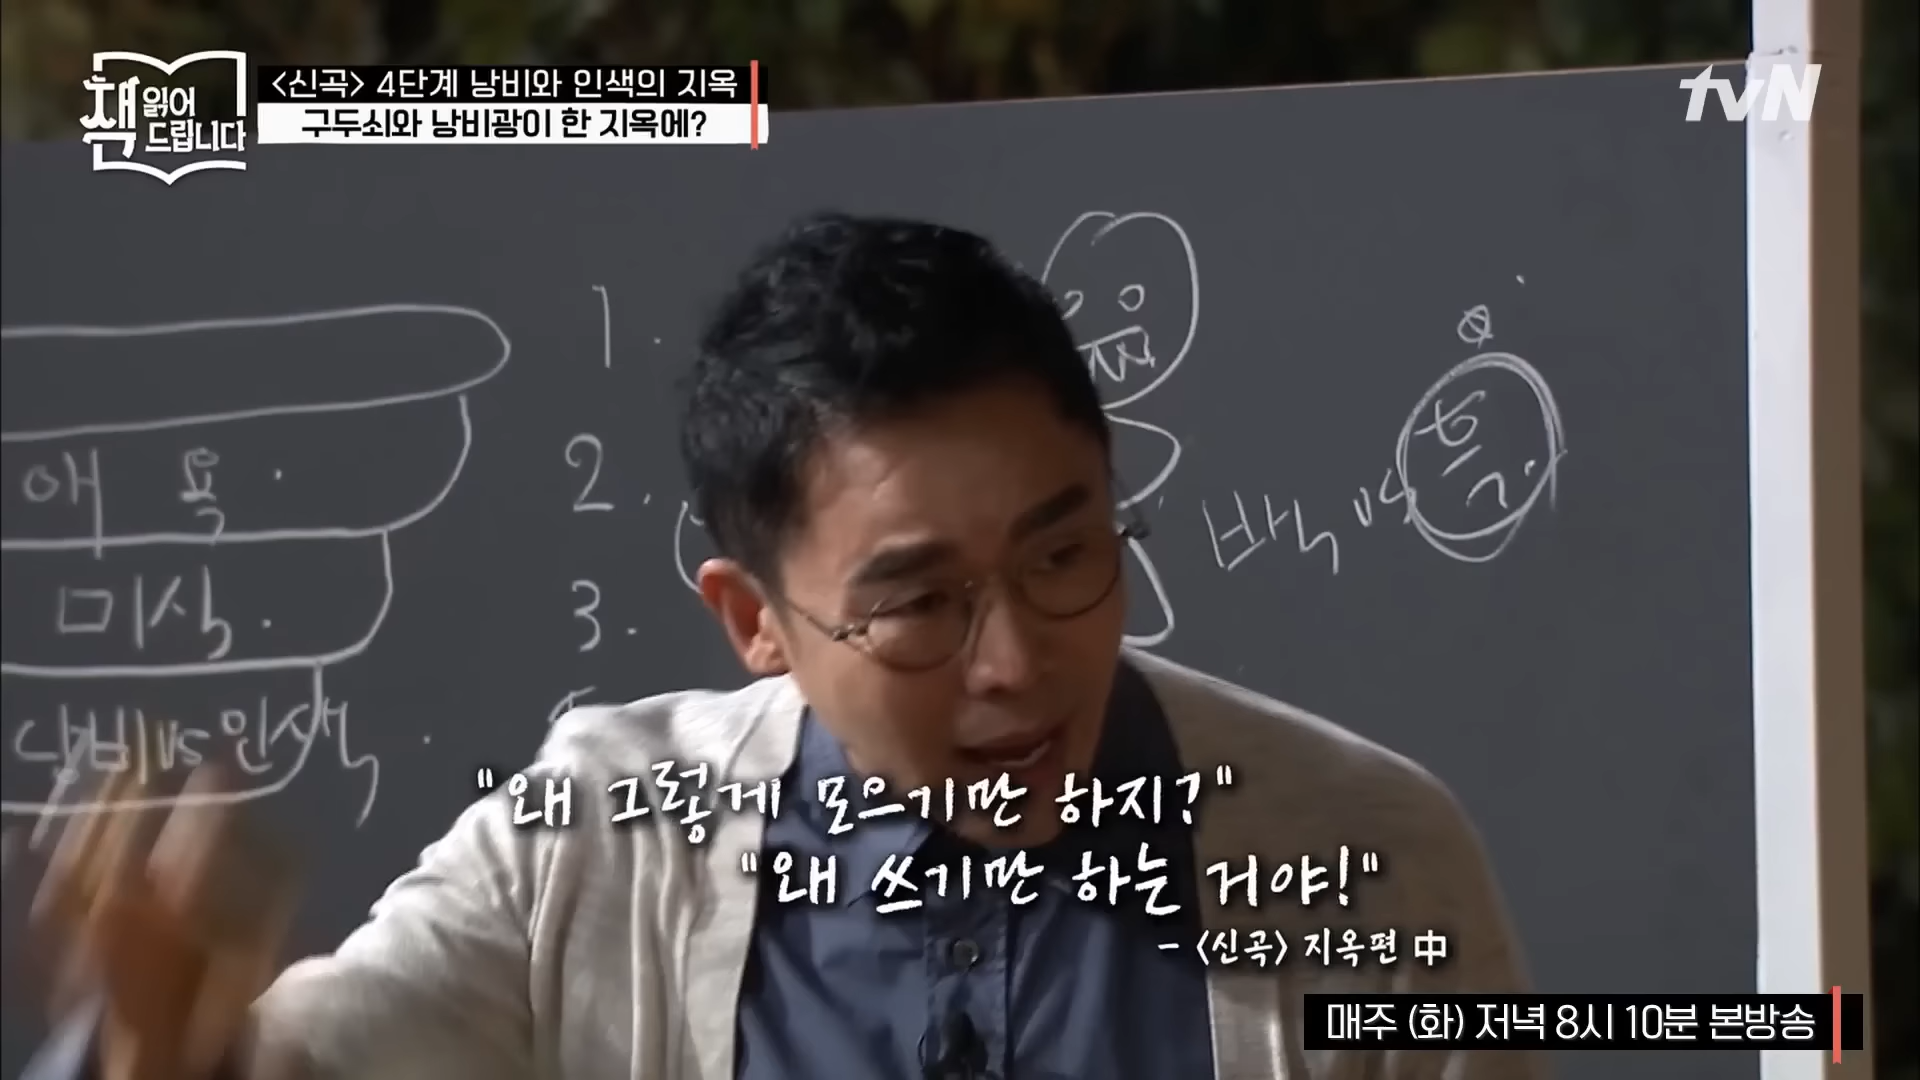 책 읽어 드립니다
<신곡> 4단계 낭비와 인색의 지옥
구두쇠와 낭비광이 한 지옥에?
tvN
1.
애욕.
2.
백 vs 흑
미식.
3.
낭비 vs 인색.
"왜 그렇게 모으기만 하지?"
"왜 쓰기만 하는 거야!"
- <신곡> 지옥편 中
매주 (화) 저녁 8시 10분 본방송